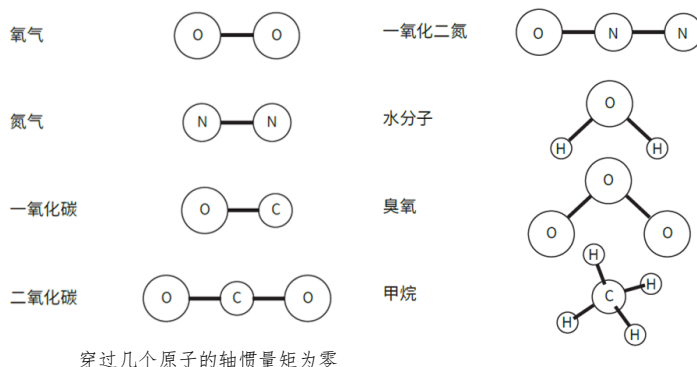 氧气
O O
氮气
N N
一氧化碳
O C
二氧化碳
O C O
穿过几个原子的轴惯量矩为零
一氧化二氮
O N N
水分子
O
H H
臭氧
O
O O
甲烷
H
C H
H H